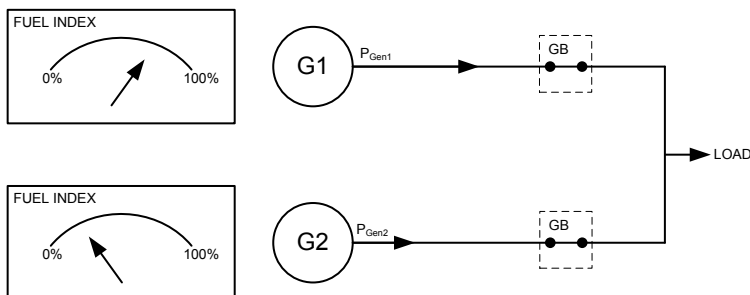 FUEL INDEX
0%
100%
G1
PGen1
GB
LOAD
FUEL INDEX
0%
100%
G2
PGen2
GB